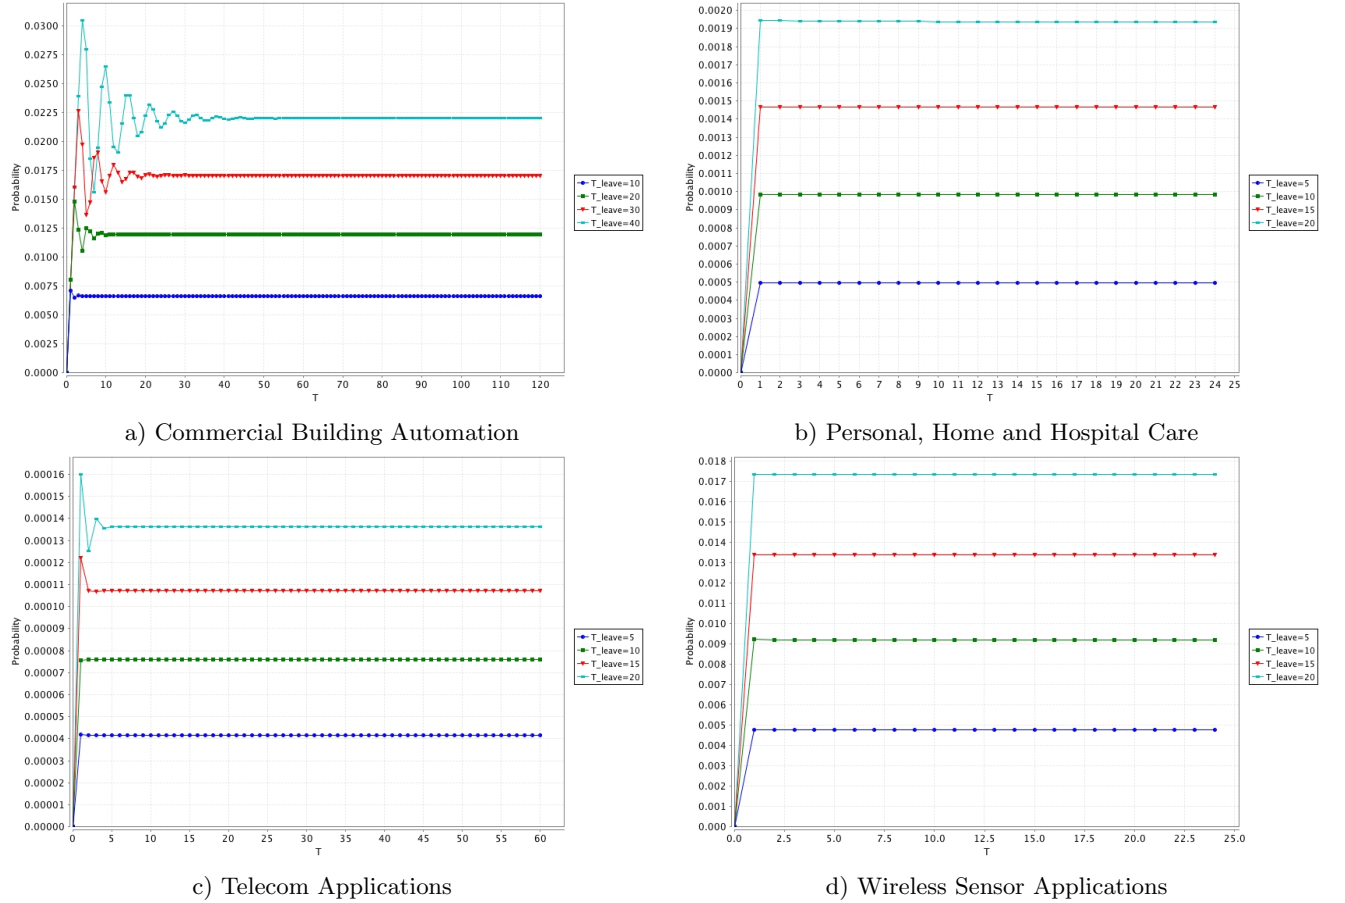 0.0300
0.0275
0.0250
0.0225
0.0200
0.0175
0.0150
0.0125
0.0100
0.0075
0.0050
0.0025
0.0000
Probability
0 10 20 30 40 50 60 70 80 90 100 110 120
T
T_leave=10
T_leave=20
T_leave=30
T_leave=40
a) Commercial Building Automation
0.0020
0.0019
0.0018
0.0017
0.0016
0.0015
0.0014
0.0013
0.0012
0.0011
0.0010
0.0009
0.0008
0.0007
0.0006
0.0005
0.0004
0.0003
0.0002
0.0001
0.0000
Probability
0 1 2 3 4 5 6 7 8 9 10 11 12 13 14 15 16 17 18 19 20 21 22 23 24 25
T
T_leave=5
T_leave=10
T_leave=15
T_leave=20
b) Personal, Home and Hospital Care
0.00016
0.00015
0.00014
0.00013
0.00012
0.00011
0.00010
0.00009
0.00008
0.00007
0.00006
0.00005
0.00004
0.00003
0.00002
0.00001
0.00000
Probability
0 5 10 15 20 25 30 35 40 45 50 55 60
T
T_leave=5
T_leave=10
T_leave=15
T_leave=20
c) Telecom Applications
0.018
0.017
0.016
0.015
0.014
0.013
0.012
0.011
0.010
0.009
0.008
0.007
0.006
0.005
0.004
0.003
0.002
0.001
0.000
Probability
0.0 2.5 5.0 7.5 10.0 12.5 15.0 17.5 20.0 22.5 25.0
T
T_leave=5
T_leave=10
T_leave=15
T_leave=20
d) Wireless Sensor Applications